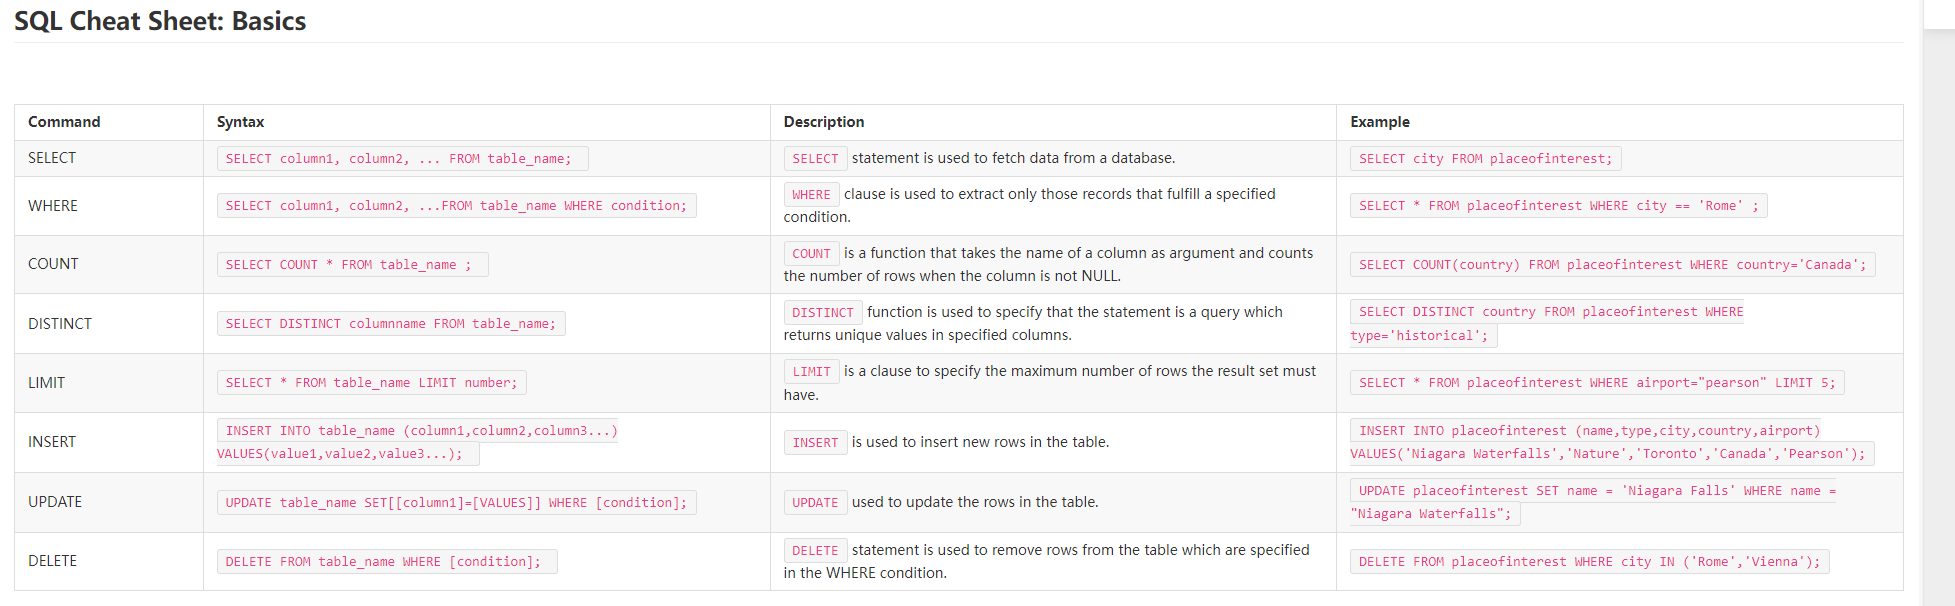 SQL Cheat Sheet: Basics
Command Syntax Description Example
SELECT SELECT column1, column2, ... FROM table_name; SELECT statement is used to fetch data from a database. SELECT city FROM placeofinterest;
WHERE SELECT column1, column2, ...FROM table_name WHERE condition; WHERE clause is used to extract only those records that fulfill a specified
condition. SELECT * FROM placeofinterest WHERE city == 'Rome' ;
COUNT SELECT COUNT * FROM table_name ; COUNT is a function that takes the name of a column as argument and counts
the number of rows when the column is not NULL. SELECT COUNT(country) FROM placeofinterest WHERE country='Canada';
DISTINCT SELECT DISTINCT columnname FROM table_name; DISTINCT function is used to specify that the statement is a query which
returns unique values in specified columns. SELECT DISTINCT country FROM placeofinterest WHERE
type='historical';
LIMIT SELECT * FROM table_name LIMIT number; LIMIT is a clause to specify the maximum number of rows the result set must
have. SELECT * FROM placeofinterest WHERE airport="pearson" LIMIT 5;
INSERT INSERT INTO table_name (column1,column2,column3...)
VALUES(value1,value2,value3...); INSERT is used to insert new rows in the table. INSERT INTO placeofinterest (name,type,city,country,airport)
VALUES('Niagara Waterfalls','Nature','Toronto','Canada','Pearson');
UPDATE UPDATE table_name SET[[column1]=[VALUES]] WHERE [condition]; UPDATE used to update the rows in the table. UPDATE placeofinterest SET name = 'Niagara Falls' WHERE name =
"Niagara Waterfalls";
DELETE DELETE FROM table_name WHERE [condition]; DELETE statement is used to remove rows from the table which are specified
in the WHERE condition. DELETE FROM placeofinterest WHERE city IN ('Rome','Vienna');